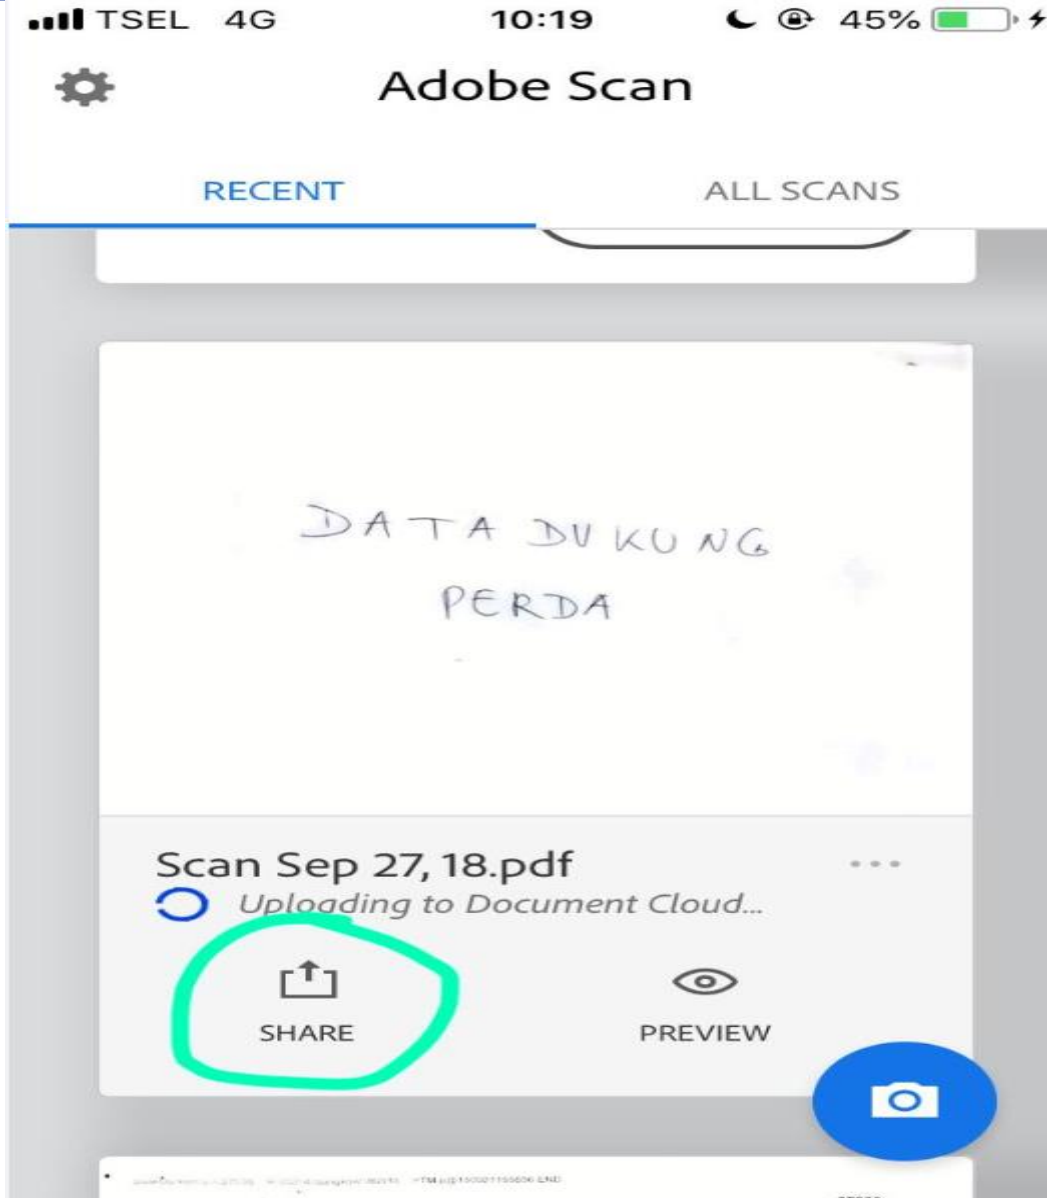 TSEL 4G 10:19 45%
Adobe Scan
RECENT ALL SCANS
DATA DUKUNG
PERDA
Scan Sep 27, 18.pdf
Uploading to Document Cloud...
SHARE PREVIEW